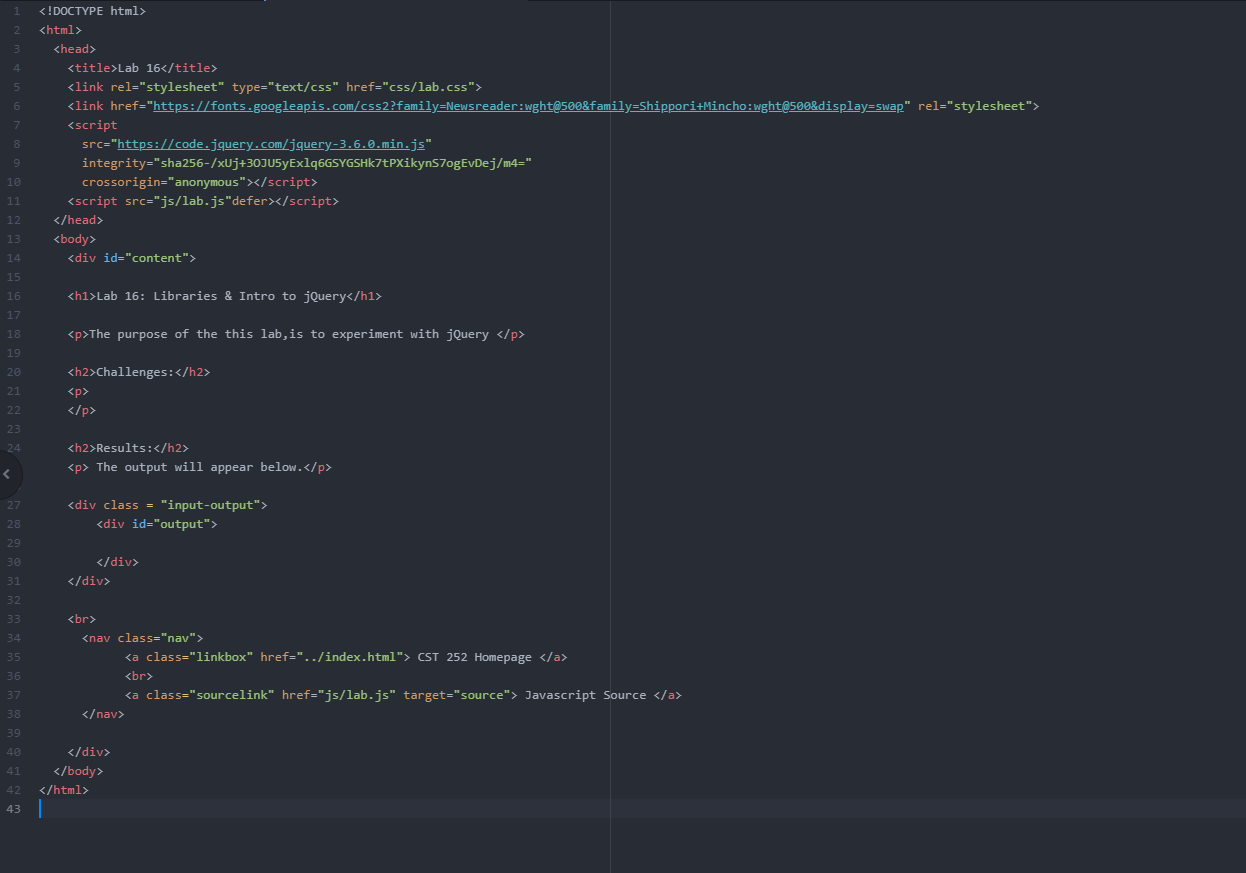 1 <!DOCTYPE html>
2 <html>
3   <head>
4     <title>Lab 16</title>
5     <link rel="stylesheet" type="text/css" href="css/lab.css">
6     <link href="https://fonts.googleapis.com/css2?family=Newsreader:wght@500&family=Shippori+Mincho:wght@500&display=swap" rel="stylesheet">
7     <script
8       src="https://code.jquery.com/jquery-3.6.0.min.js"
9       integrity="sha256-/xUj+3OJU5yExlq6GSYGSHk7tPXikynS7ogEvDej/m4="
10       crossorigin="anonymous"></script>
11     <script src="js/lab.js"defer></script>
12   </head>
13   <body>
14     <div id="content">
15
16     <h1>Lab 16: Libraries & Intro to jQuery</h1>
17
18     <p>The purpose of the this lab,is to experiment with jQuery </p>
19
20     <h2>Challenges:</h2>
21     <p>
22     </p>
23
24     <h2>Results:</h2>
    <p> The output will appear below.</p>

27     <div class = "input-output">
28         <div id="output">
29
30         </div>
31     </div>
32
33     <br>
34       <nav class="nav">
35             <a class="linkbox" href="../index.html"> CST 252 Homepage </a>
36             <br>
37             <a class="sourcelink" href="js/lab.js" target="source"> Javascript Source </a>
38       </nav>
39
40     </div>
41   </body>
42 </html>
43